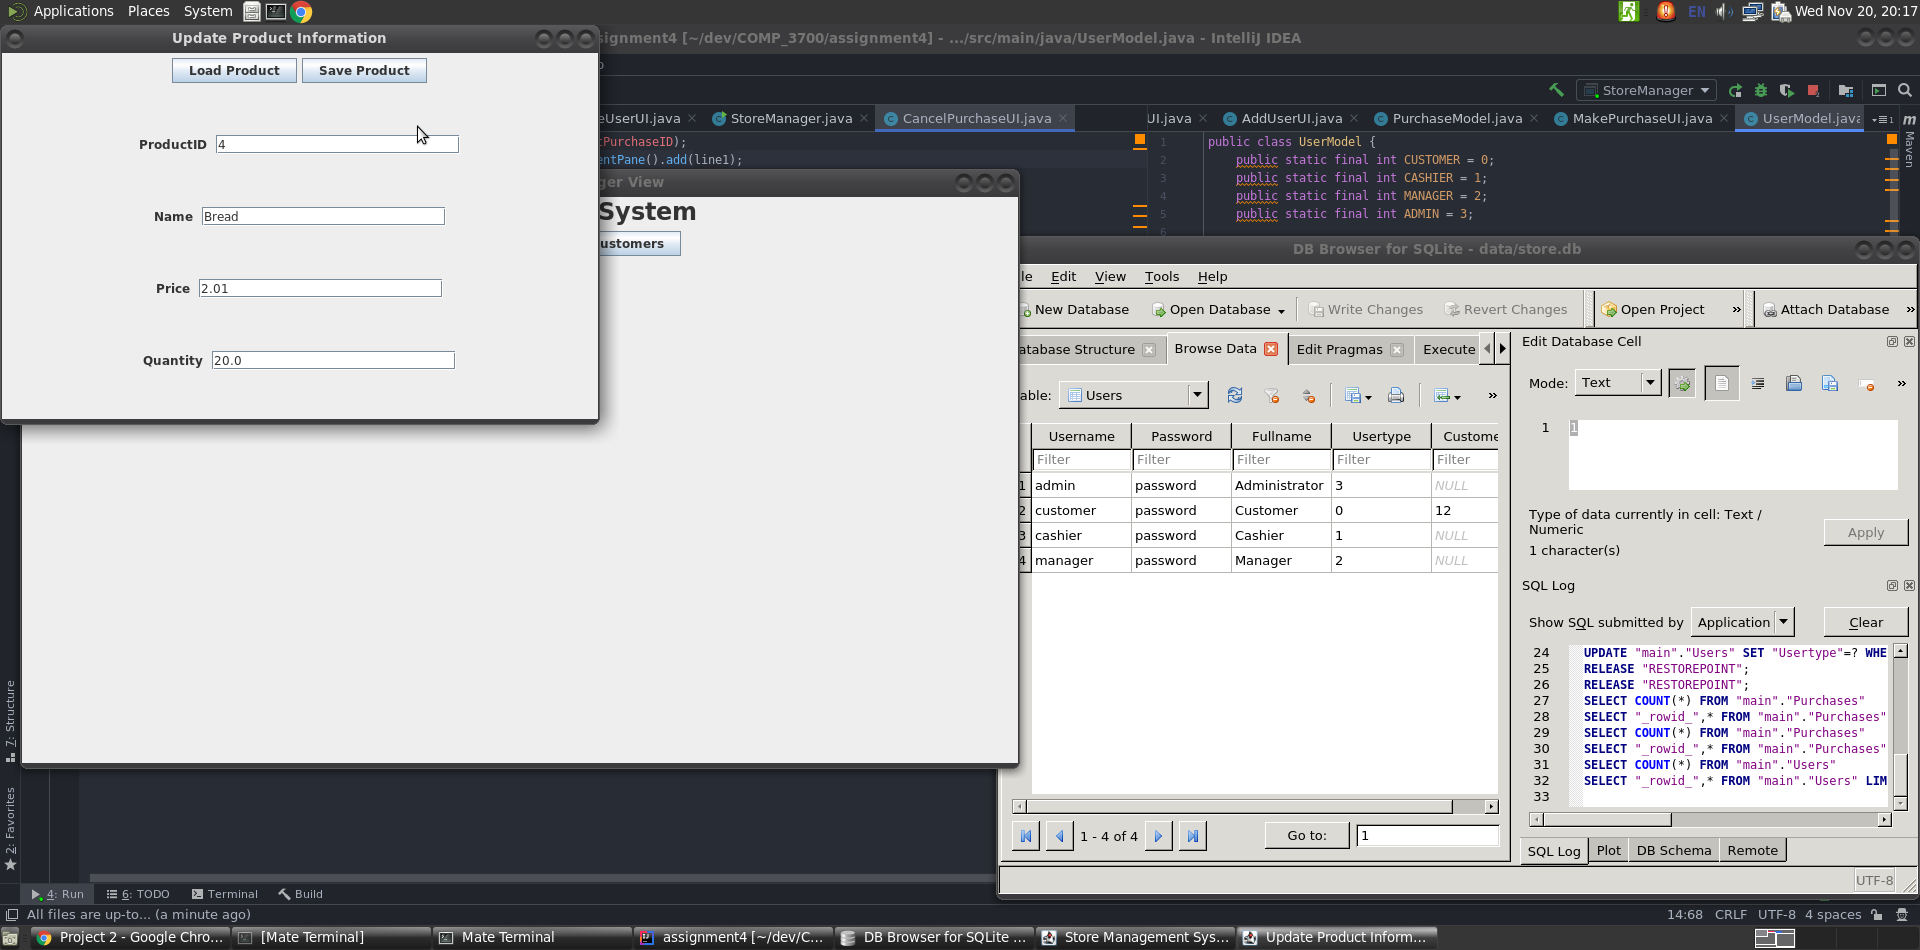 Applications Places System
EN Wed Nov 20, 20:17
Update Product Information
signment4 [~/dev/COMP_3700/assignment4] - .../src/main/java/UserModel.java - IntelliJ IDEA
Load Product Save Product
StoreManager
eUserUI.java StoreManager.java CancelPurchaseUI.java UI.java AddUserUI.java PurchaseModel.java MakePurchaseUI.java UserModel.java
Maven
ProductID 4
Name Bread
Price 2.01
Quantity 20.0
tPurchaseID);
entPane().add(line1);
1 public class UserModel {
2 public static final int CUSTOMER = 0;
3 public static final int CASHIER = 1;
4 public static final int MANAGER = 2;
5 public static final int ADMIN = 3;
6
ger View
System
ustomers
DB Browser for SQLite - data/store.db
le Edit View Tools Help
New Database Open Database Write Changes Revert Changes Open Project » Attach Database »
atabase Structure Browse Data Edit Pragmas Execute
able: Users »
Username Password Fullname Usertype Custome
Filter Filter Filter Filter Filter
1 admin password Administrator 3 NULL
2 customer password Customer 0 12
3 cashier password Cashier 1 NULL
4 manager password Manager 2 NULL
1 - 4 of 4 Go to: 1
Edit Database Cell
Mode: Text »
1 1
Type of data currently in cell: Text /
Numeric
1 character(s)
Apply
SQL Log
Show SQL submitted by Application Clear
24 UPDATE "main"."Users" SET "Usertype"=? WHE
25 RELEASE "RESTOREPOINT";
26 RELEASE "RESTOREPOINT";
27 SELECT COUNT(*) FROM "main"."Purchases"
28 SELECT "_rowid_",* FROM "main"."Purchases"
29 SELECT COUNT(*) FROM "main"."Purchases"
30 SELECT "_rowid_",* FROM "main"."Purchases"
31 SELECT COUNT(*) FROM "main"."Users"
32 SELECT "_rowid_",* FROM "main"."Users" LIM
33
SQL Log Plot DB Schema Remote
UTF-8
7: Structure
2: Favorites
4: Run 6: TODO Terminal Build
All files are up-to... (a minute ago) 14:68 CRLF UTF-8 4 spaces
Project 2 - Google Chro... [Mate Terminal] Mate Terminal assignment4 [~/dev/C... DB Browser for SQLite ... Store Management Sys... Update Product Inform...